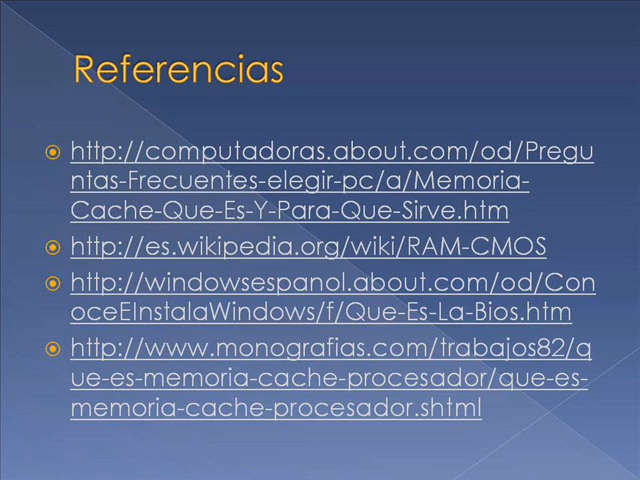 Referencias
http://computadoras.about.com/od/Pregu
ntas-Frecuentes-elegir-pc/a/Memoria-
Cache-Que-Es-Y-Para-Que-Sirve.htm
http://es.wikipedia.org/wiki/RAM-CMOS
http://windowsespanol.about.com/od/Con
oceEInstalaWindows/f/Que-Es-La-Bios.htm
http://www.monografias.com/trabajos82/q
ue-es-memoria-cache-procesador/que-es-
memoria-cache-procesador.shtml